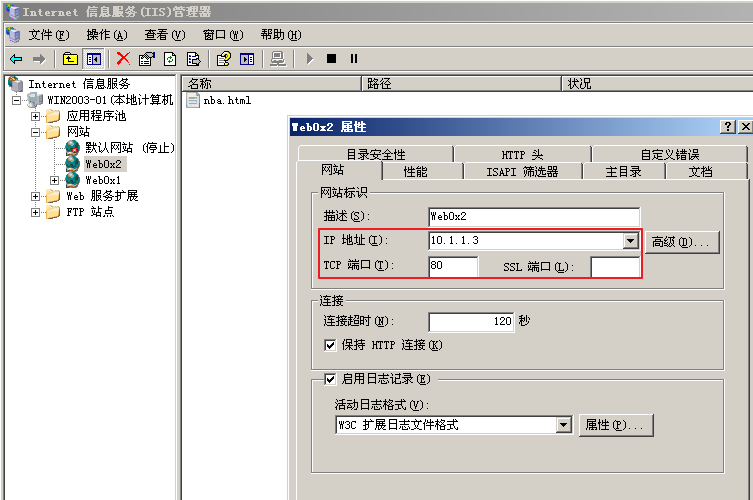 Internet 信息服务(IIS)管理器
文件(F) 操作(A) 查看(V) 窗口(W) 帮助(H)
Internet 信息服务
WIN2003-01(本地计算机
应用程序池
网站
默认网站 (停止)
Web0x2
Web0x1
Web 服务扩展
FTP 站点
名称 路径 状况
nba.html
Web0x2 属性
目录安全性 HTTP 头 自定义错误
网站 性能 ISAPI 筛选器 主目录 文档
网站标识
描述(S): Web0x2
IP 地址(I): 10.1.1.3 高级(D)...
TCP 端口(T): 80 SSL 端口(L):
连接
连接超时(N): 120 秒
保持 HTTP 连接(K)
启用日志记录(E)
活动日志格式(V):
W3C 扩展日志文件格式 属性(P)...